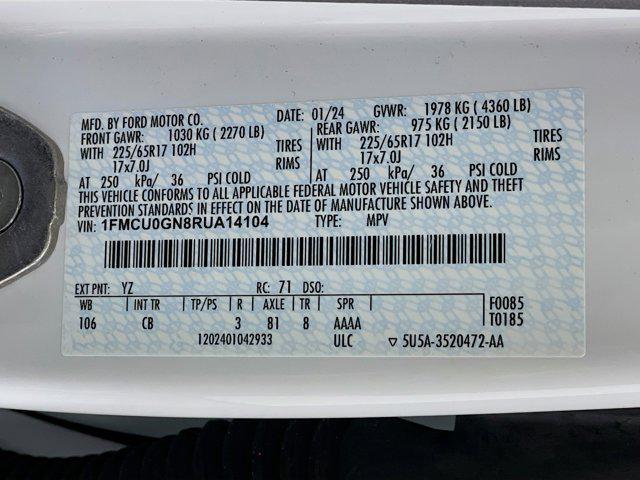 MFD. BY FORD MOTOR CO. DATE: 01/24 GVWR: 1978 KG ( 4360 LB)
FRONT GAWR: 1030 KG ( 2270 LB) REAR GAWR: 975 KG ( 2150 LB)
WITH 225/65R17 102H TIRES WITH 225/65R17 102H TIRES
17x7.0J RIMS 17x7.0J RIMS
AT 250 kPa/ 36 PSI COLD AT 250 kPa/ 36 PSI COLD
THIS VEHICLE CONFORMS TO ALL APPLICABLE FEDERAL MOTOR VEHICLE SAFETY AND THEFT
PREVENTION STANDARDS IN EFFECT ON THE DATE OF MANUFACTURE SHOWN ABOVE.
VIN: 1FMCU0GN8RUA14104 TYPE: MPV
EXT PNT: YZ RC: 71 DSO:
WB INT TR TP/PS R AXLE TR SPR F0085
106 CB 3 81 8 AAAA T0185
1202401042933 ULC ▽ 5U5A-3520472-AA